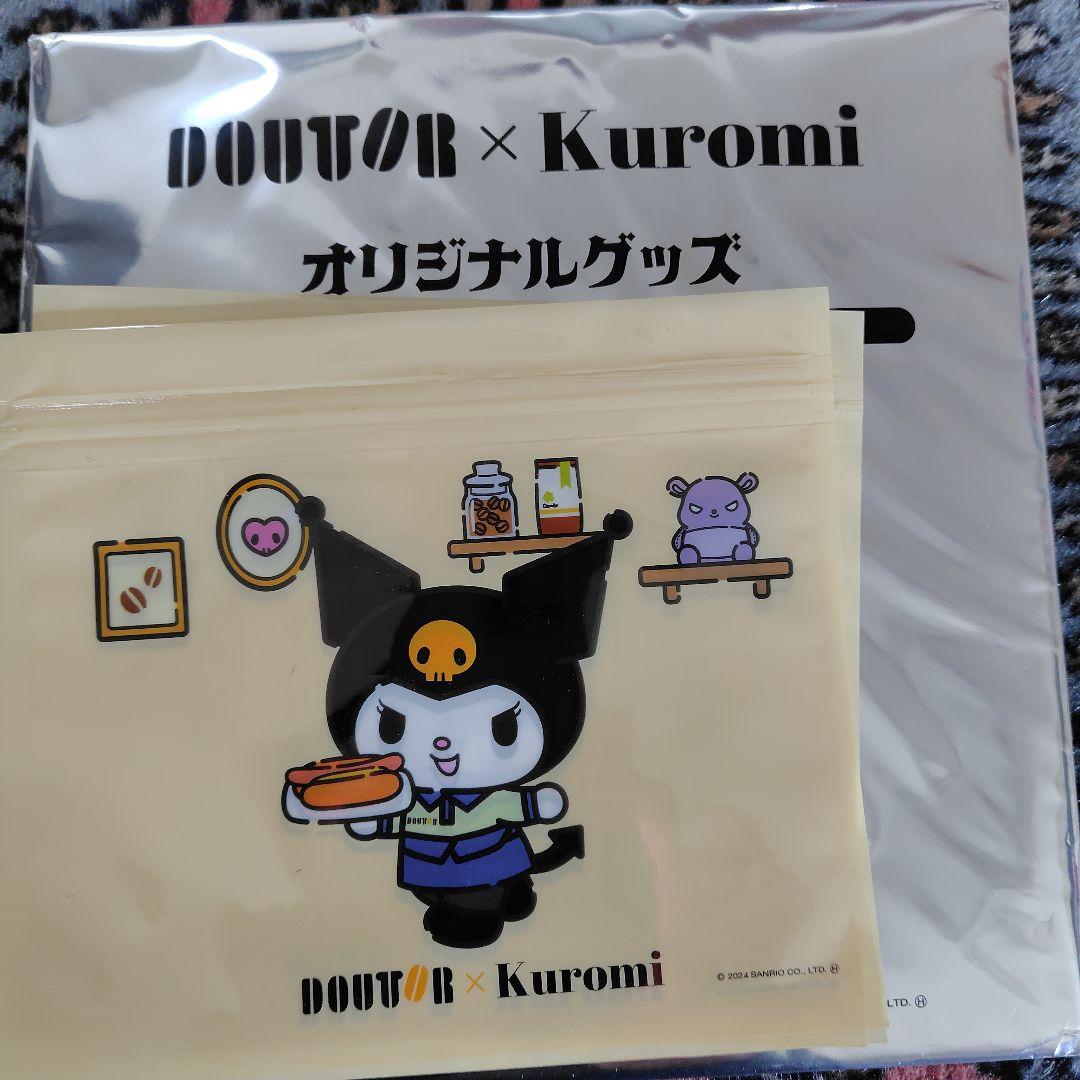 DOUTOR × Kuromi
オリジナルグッズ
DOUTOR
DOUTOR × Kuromi
© 2024 SANRIO CO., LTD. Ⓗ
LTD. Ⓗ